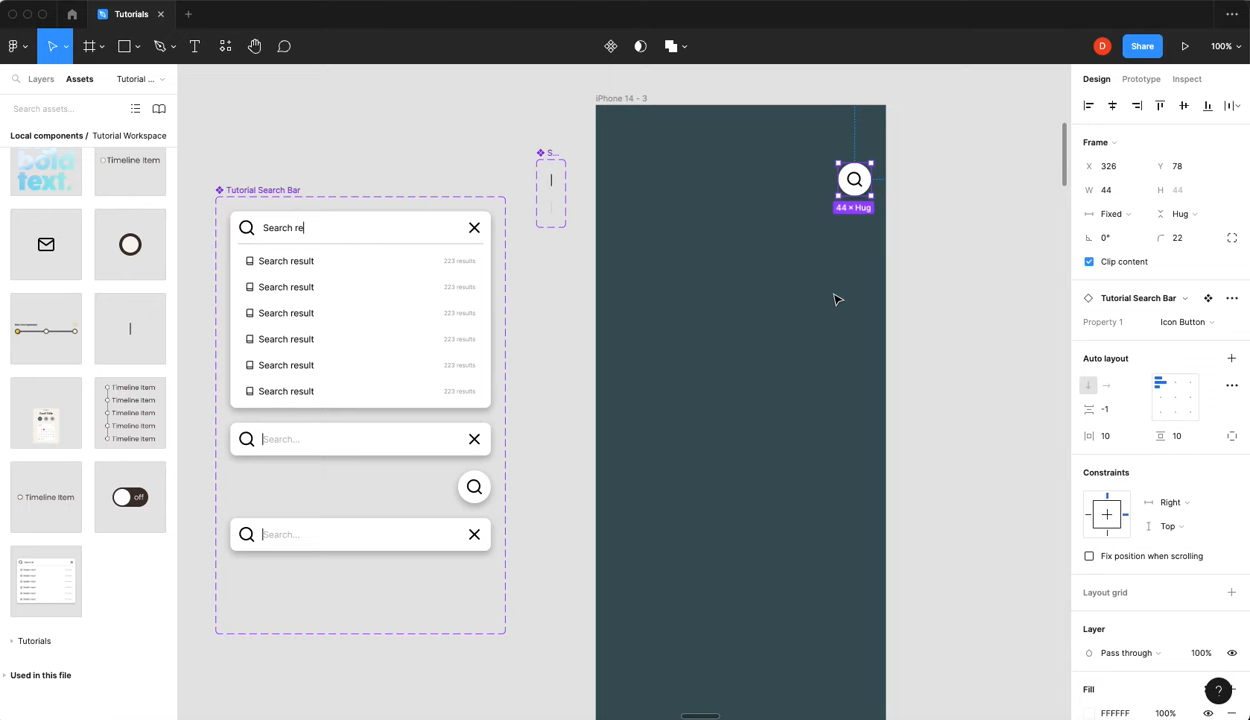 Tutorials
D
Share
100%
Layers
Assets
Tutorial ...
Search assets...
Local components /
Tutorial Workspace
bold
text.
Timeline Item
Timeline Item
Timeline Item
Timeline Item
Timeline Item
Timeline Item
Timeline Item
off
Tutorials
Used in this file
Tutorial Search Bar
Search re
Search result
223 results
Search result
223 results
Search result
223 results
Search result
223 results
Search result
223 results
Search result
223 results
Search...
Search...
S...
iPhone 14 - 3
44 × Hug
Design
Prototype
Inspect
Frame
X
326
Y
78
W
44
H
44
Fixed
Hug
0°
22
Clip content
Tutorial Search Bar
Property 1
Icon Button
Auto layout
-1
10
10
Constraints
Right
Top
Fix position when scrolling
Layout grid
Layer
Pass through
100%
Fill
FFFFFF
100%
?